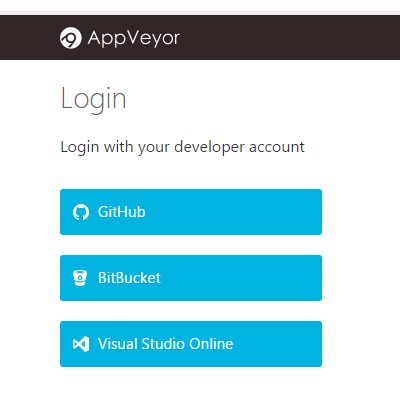 AppVeyor
Login
Login with your developer account
GitHub
BitBucket
Visual Studio Online